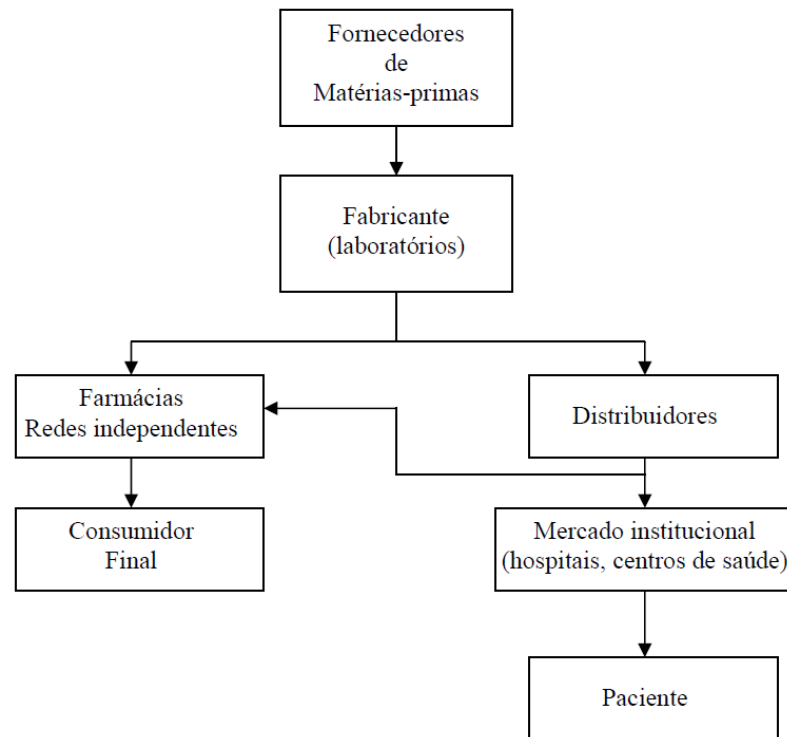 Fornecedores
de
Matérias-primas
Fabricante
(laboratórios)
Farmácias
Redes independentes
Distribuidores
Consumidor
Final
Mercado institucional
(hospitais, centros de saúde)
Paciente